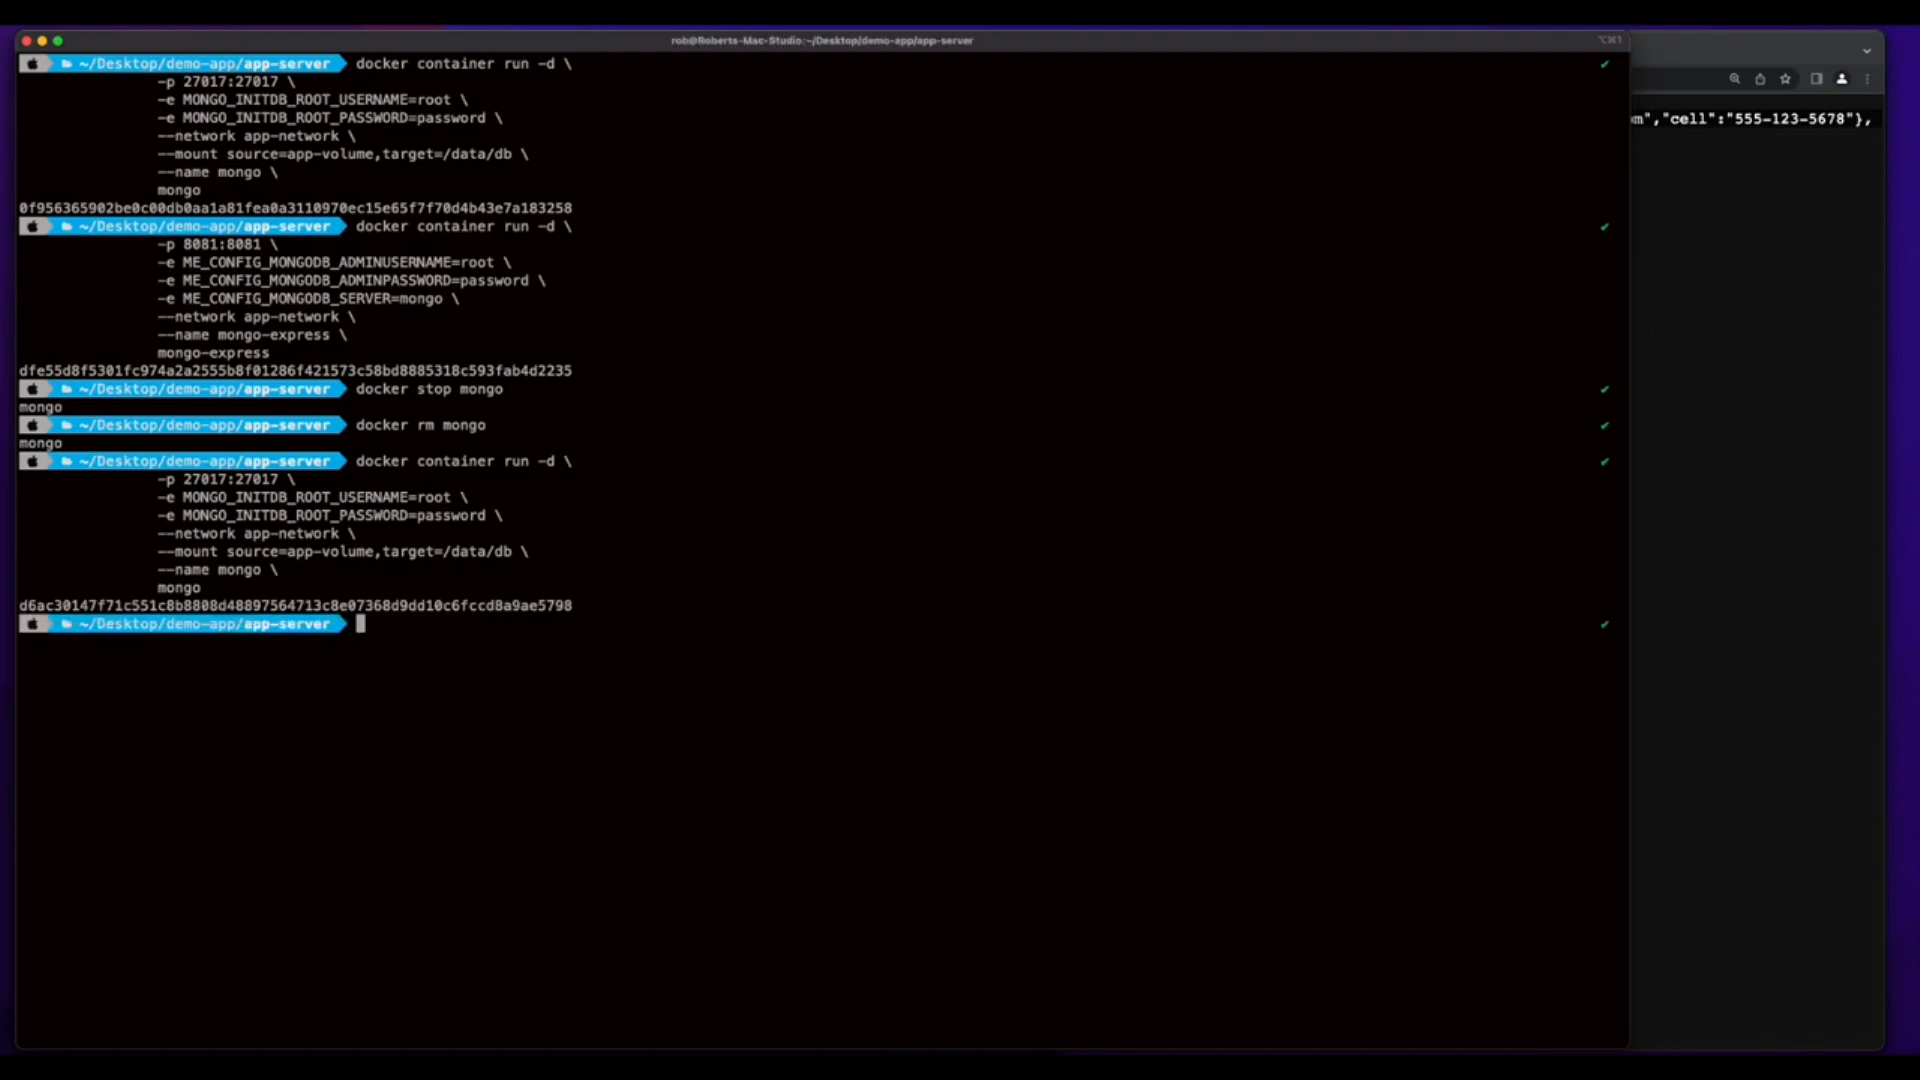 rob@Roberts-Mac-Studio:~/Desktop/demo-app/app-server
⌥⌘1
~/Desktop/demo-app/app-server docker container run -d \
-p 27017:27017 \
-e MONGO_INITDB_ROOT_USERNAME=root \
-e MONGO_INITDB_ROOT_PASSWORD=password \
--network app-network \
--mount source=app-volume,target=/data/db \
--name mongo \
mongo
0f956365902be0c00db0aa1a81fea0a3110970ec15e65f7f70d4b43e7a183258
~/Desktop/demo-app/app-server docker container run -d \
-p 8081:8081 \
-e ME_CONFIG_MONGODB_ADMINUSERNAME=root \
-e ME_CONFIG_MONGODB_ADMINPASSWORD=password \
-e ME_CONFIG_MONGODB_SERVER=mongo \
--network app-network \
--name mongo-express \
mongo-express
dfe55d8f5301fc974a2a2555b8f01286f421573c58bd8885318c593fab4d2235
~/Desktop/demo-app/app-server docker stop mongo
mongo
~/Desktop/demo-app/app-server docker rm mongo
mongo
~/Desktop/demo-app/app-server docker container run -d \
-p 27017:27017 \
-e MONGO_INITDB_ROOT_USERNAME=root \
-e MONGO_INITDB_ROOT_PASSWORD=password \
--network app-network \
--mount source=app-volume,target=/data/db \
--name mongo \
mongo
d6ac30147f71c551c8b8808d48897564713c8e07368d9dd10c6fccd8a9ae5798
~/Desktop/demo-app/app-server
m","cell":"555-123-5678"},